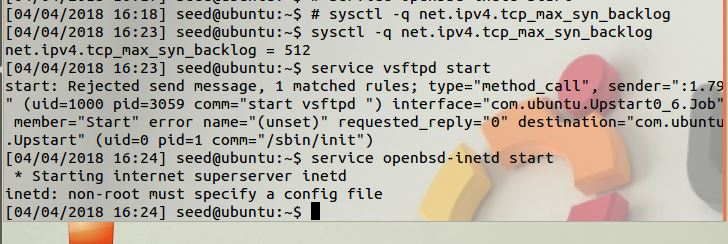 [04/04/2018 16:18] seed@ubuntu:~$ # sysctl -q net.ipv4.tcp_max_syn_backlog
[04/04/2018 16:23] seed@ubuntu:~$ sysctl -q net.ipv4.tcp_max_syn_backlog
net.ipv4.tcp_max_syn_backlog = 512
[04/04/2018 16:23] seed@ubuntu:~$ service vsftpd start
start: Rejected send message, 1 matched rules; type="method_call", sender=":1.79
" (uid=1000 pid=3059 comm="start vsftpd ") interface="com.ubuntu.Upstart0_6.Job"
 member="Start" error name="(unset)" requested_reply="0" destination="com.ubuntu
.Upstart" (uid=0 pid=1 comm="/sbin/init")
[04/04/2018 16:24] seed@ubuntu:~$ service openbsd-inetd start
 * Starting internet superserver inetd
inetd: non-root must specify a config file
[04/04/2018 16:24] seed@ubuntu:~$